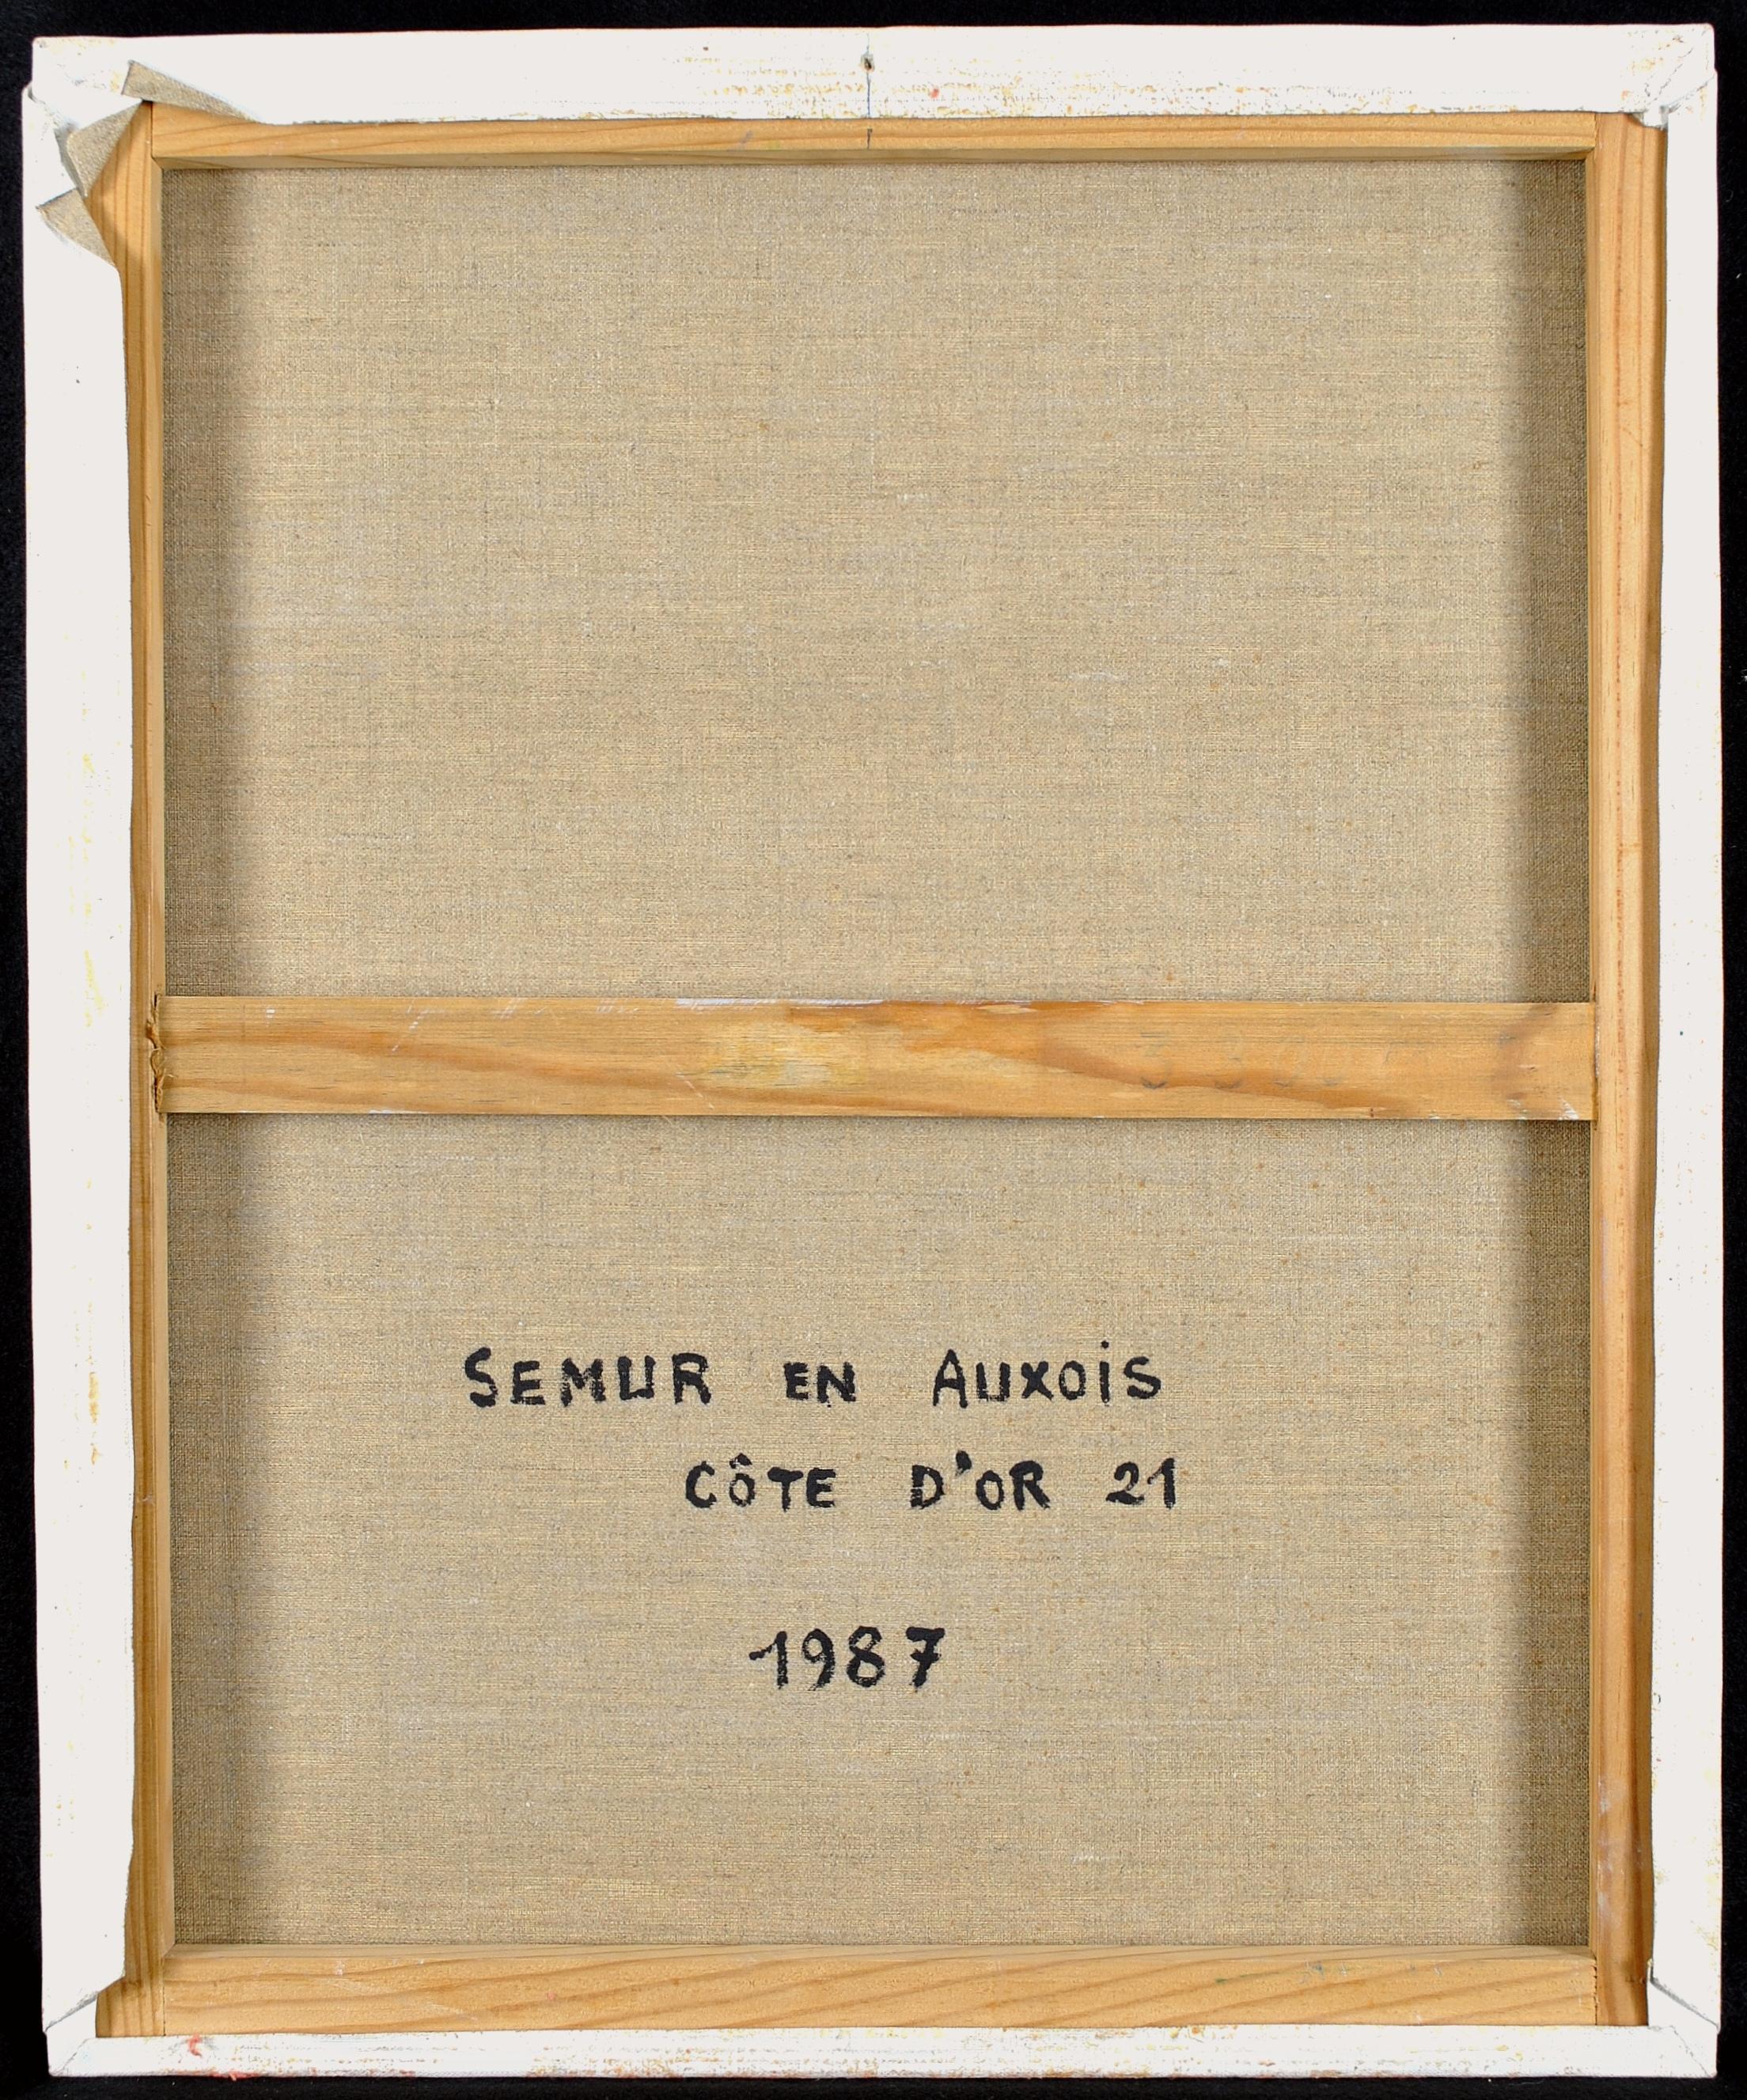 SEMUR EN AUXOiS
CÔTE D'OR 21
1987